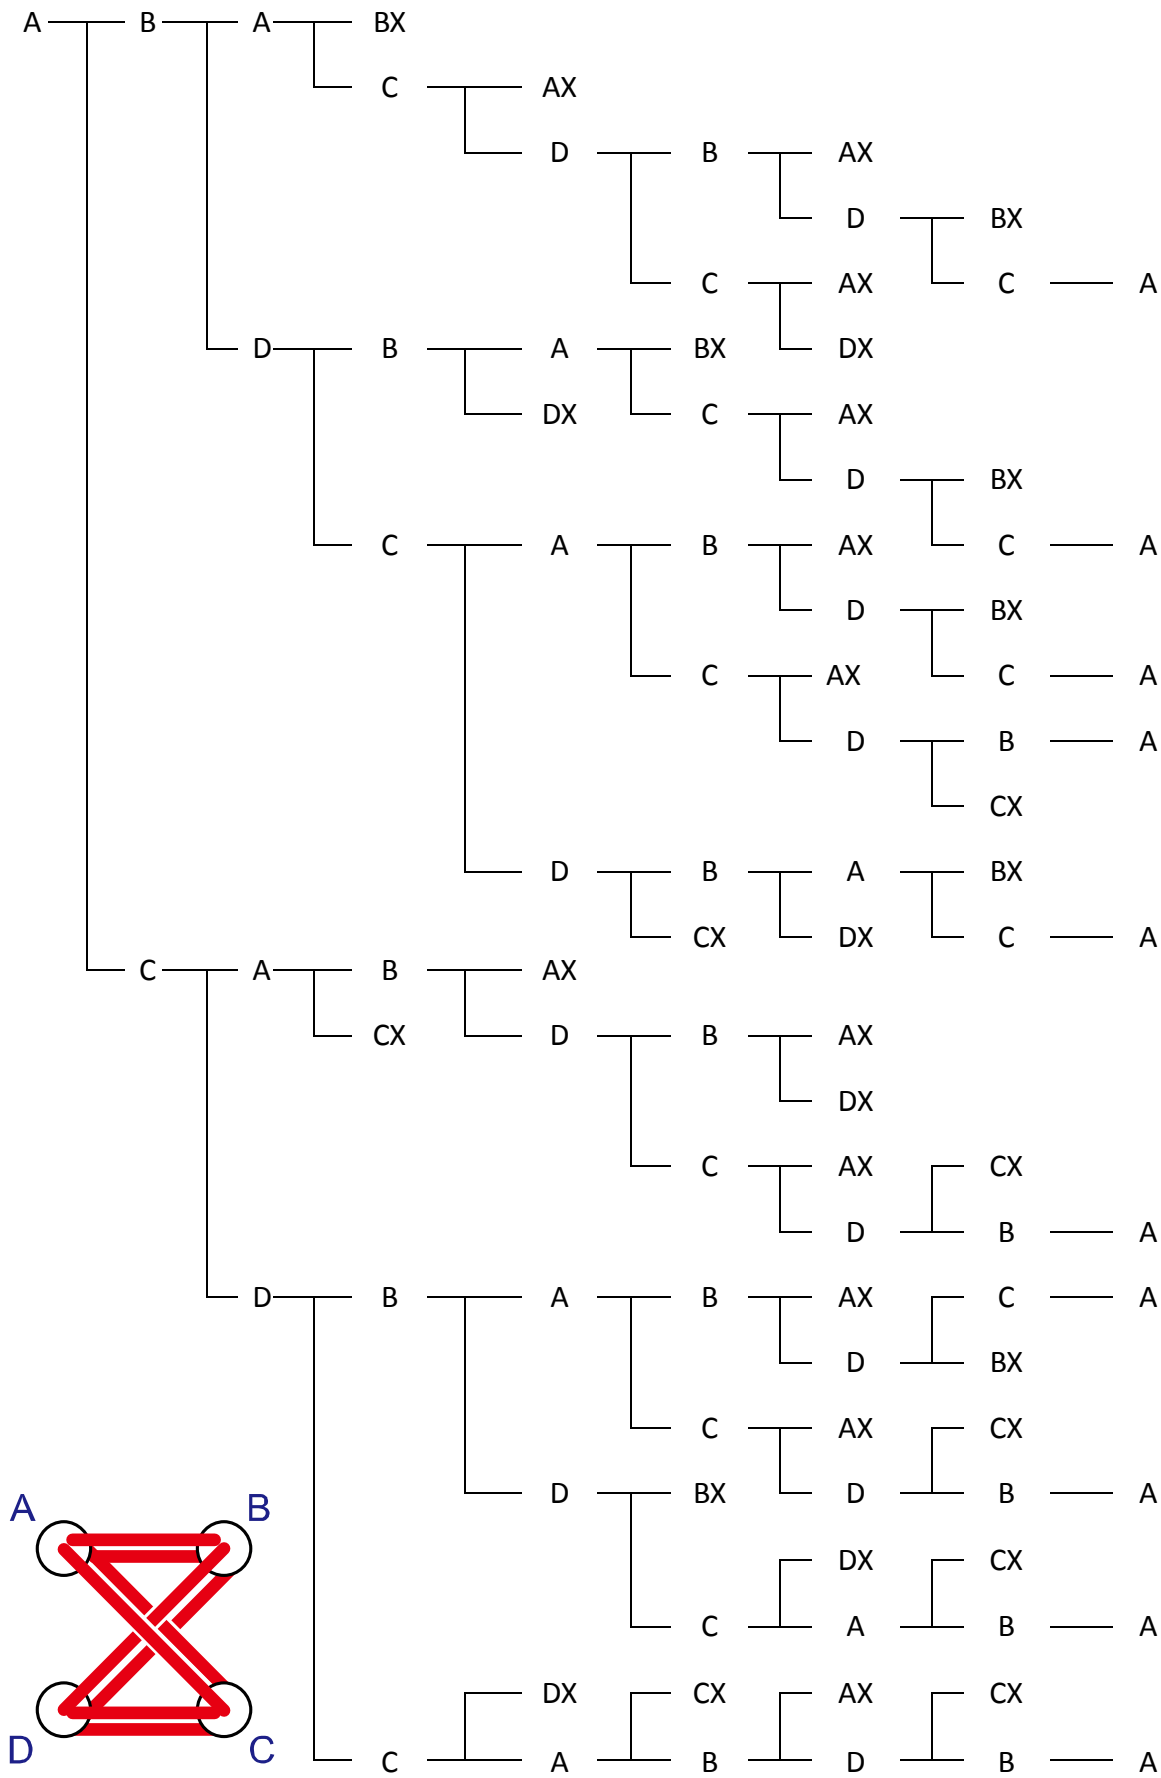 A B A BX
C AX
D B AX
D BX
C AX C A
D B A BX DX
DX C AX
D BX
C A B AX C A
D BX
C AX C A
D B A
CX
D B A BX
CX DX C A
C A B AX
CX D B AX
DX
C AX CX
D B A
D B A B AX C A
D BX
C AX CX
D BX D B A
DX CX
C A B A
DX CX AX CX
C A B D B A
A B
D C